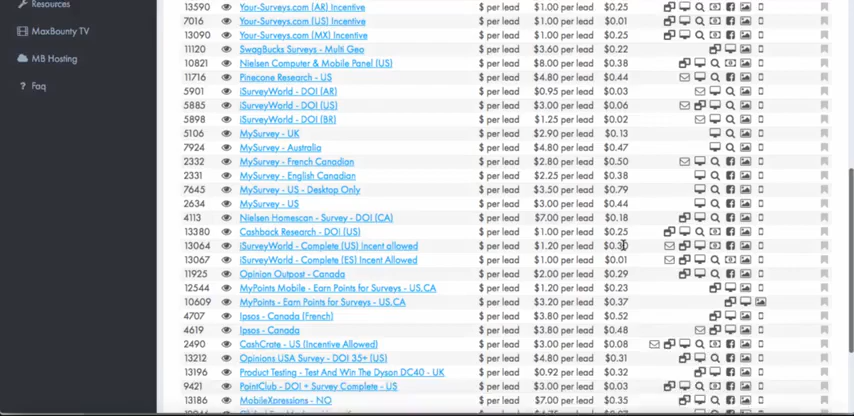 Resources
MaxBounty TV
MB Hosting
Faq
13590 Your-Surveys.com (AR) Incentive $ per lead $1.00 per lead $0.25
7016 Your-Surveys.com (US) Incentive $ per lead $1.00 per lead $0.01
13090 Your-Surveys.com (MX) Incentive $ per lead $1.00 per lead $0.25
11120 SwagBucks Surveys - Multi Geo $ per lead $3.60 per lead $0.22
10821 Nielsen Computer & Mobile Panel (US) $ per lead $8.00 per lead $0.38
11716 Pinecone Research - US $ per lead $4.80 per lead $0.44
5901 iSurveyWorld - DOI (AR) $ per lead $0.95 per lead $0.03
5885 iSurveyWorld - DOI (US) $ per lead $3.00 per lead $0.06
5898 iSurveyWorld - DOI (BR) $ per lead $1.25 per lead $0.02
5106 MySurvey - UK $ per lead $2.90 per lead $0.13
7924 MySurvey - Australia $ per lead $4.80 per lead $0.47
2332 MySurvey - French Canadian $ per lead $2.80 per lead $0.50
2331 MySurvey - English Canadian $ per lead $2.25 per lead $0.38
7645 MySurvey - US - Desktop Only $ per lead $3.50 per lead $0.79
2634 MySurvey - US $ per lead $3.00 per lead $0.44
4113 Nielsen Homescan - Survey - DOI (CA) $ per lead $7.00 per lead $0.18
13380 Cashback Research - DOI (US) $ per lead $1.00 per lead $0.25
13064 iSurveyWorld - Complete (US) Incent allowed $ per lead $1.20 per lead
13067 iSurveyWorld - Complete (ES) Incent Allowed $ per lead $1.00 per lead $0.01
11925 Opinion Outpost - Canada $ per lead $2.00 per lead $0.29
12544 MyPoints Mobile - Earn Points for Surveys - US,CA $ per lead $1.20 per lead $0.23
10609 MyPoints - Earn Points for Surveys - US,CA $ per lead $3.20 per lead $0.37
4707 Ipsos - Canada (French) $ per lead $3.80 per lead $0.52
4619 Ipsos - Canada $ per lead $3.80 per lead $0.48
2490 CashCrate - US (Incentive Allowed) $ per lead $3.00 per lead $0.08
13212 Opinions USA Survey - DOI 35+ (US) $ per lead $4.80 per lead $0.31
13196 Product Testing - Test And Win The Dyson DC40 - UK $ per lead $0.92 per lead $0.32
9421 PointClub - DOI + Survey Complete - US $ per lead $3.00 per lead $0.03
13186 MobileXpressions - NO $ per lead $7.00 per lead $0.35